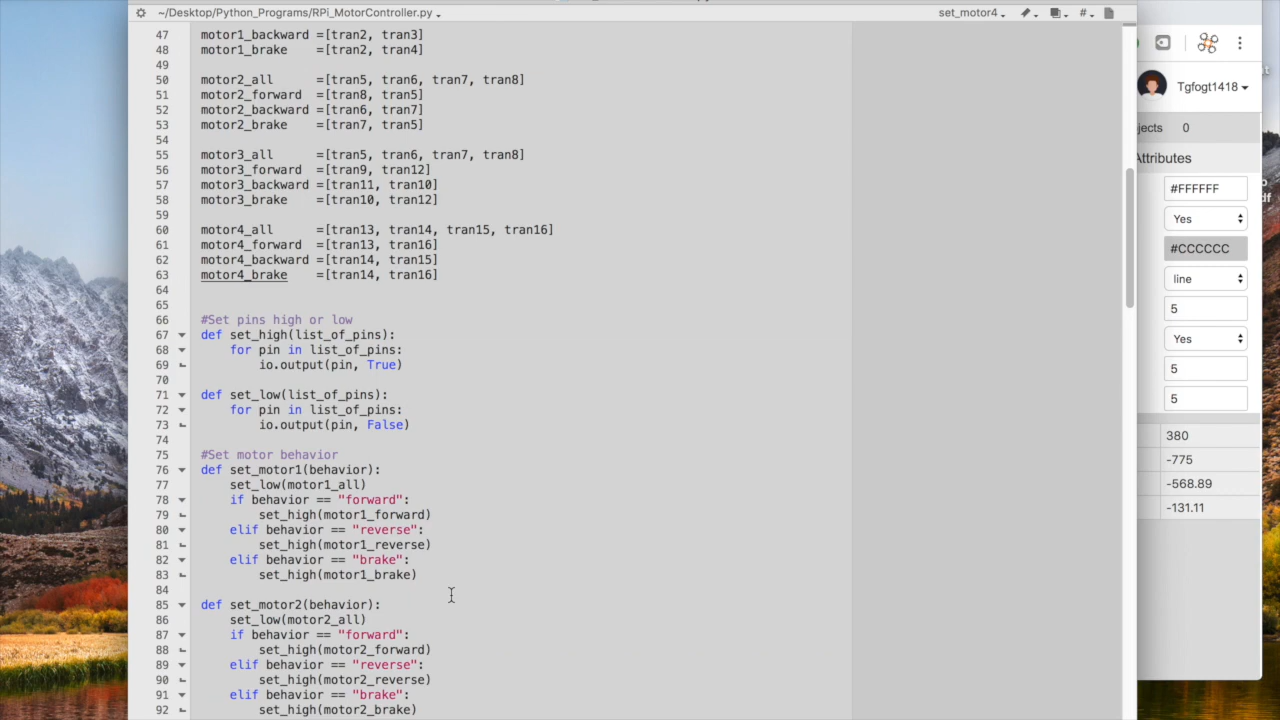 ~/Desktop/Python_Programs/RPi_MotorController.py
set_motor4
#
47 motor1_backward =[tran2, tran3]
48 motor1_brake =[tran2, tran4]
49
50 motor2_all =[tran5, tran6, tran7, tran8]
51 motor2_forward =[tran8, tran5]
52 motor2_backward =[tran6, tran7]
53 motor2_brake =[tran7, tran5]
54
55 motor3_all =[tran5, tran6, tran7, tran8]
56 motor3_forward =[tran9, tran12]
57 motor3_backward =[tran11, tran10]
58 motor3_brake =[tran10, tran12]
59
60 motor4_all =[tran13, tran14, tran15, tran16]
61 motor4_forward =[tran13, tran16]
62 motor4_backward =[tran14, tran15]
63 motor4_brake =[tran14, tran16]
64
65
66 #Set pins high or low
67 def set_high(list_of_pins):
68 for pin in list_of_pins:
69 io.output(pin, True)
70
71 def set_low(list_of_pins):
72 for pin in list_of_pins:
73 io.output(pin, False)
74
75 #Set motor behavior
76 def set_motor1(behavior):
77 set_low(motor1_all)
78 if behavior == "forward":
79 set_high(motor1_forward)
80 elif behavior == "reverse":
81 set_high(motor1_reverse)
82 elif behavior == "brake":
83 set_high(motor1_brake)
84
85 def set_motor2(behavior):
86 set_low(motor2_all)
87 if behavior == "forward":
88 set_high(motor2_forward)
89 elif behavior == "reverse":
90 set_high(motor2_reverse)
91 elif behavior == "brake":
92 set_high(motor2_brake)
Tgfogt1418
jects 0
Attributes
#FFFFFF
Yes
#CCCCCC
line
5
Yes
5
5
380
-775
-568.89
-131.11